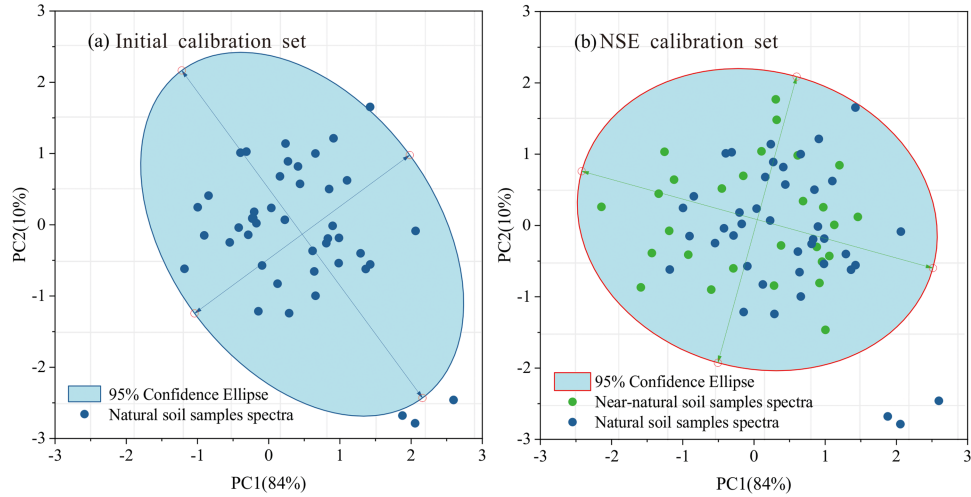 (a) Initial calibration set
3
2
1
0
-1
-2
-3
PC2(10%)
95% Confidence Ellipse
Natural soil samples spectra
-3 -2 -1 0 1 2 3
PC1(84%)
(b) NSE calibration set
3
2
1
0
-1
-2
-3
PC2(10%)
95% Confidence Ellipse
Near-natural soil samples spectra
Natural soil samples spectra
-3 -2 -1 0 1 2 3
PC1(84%)